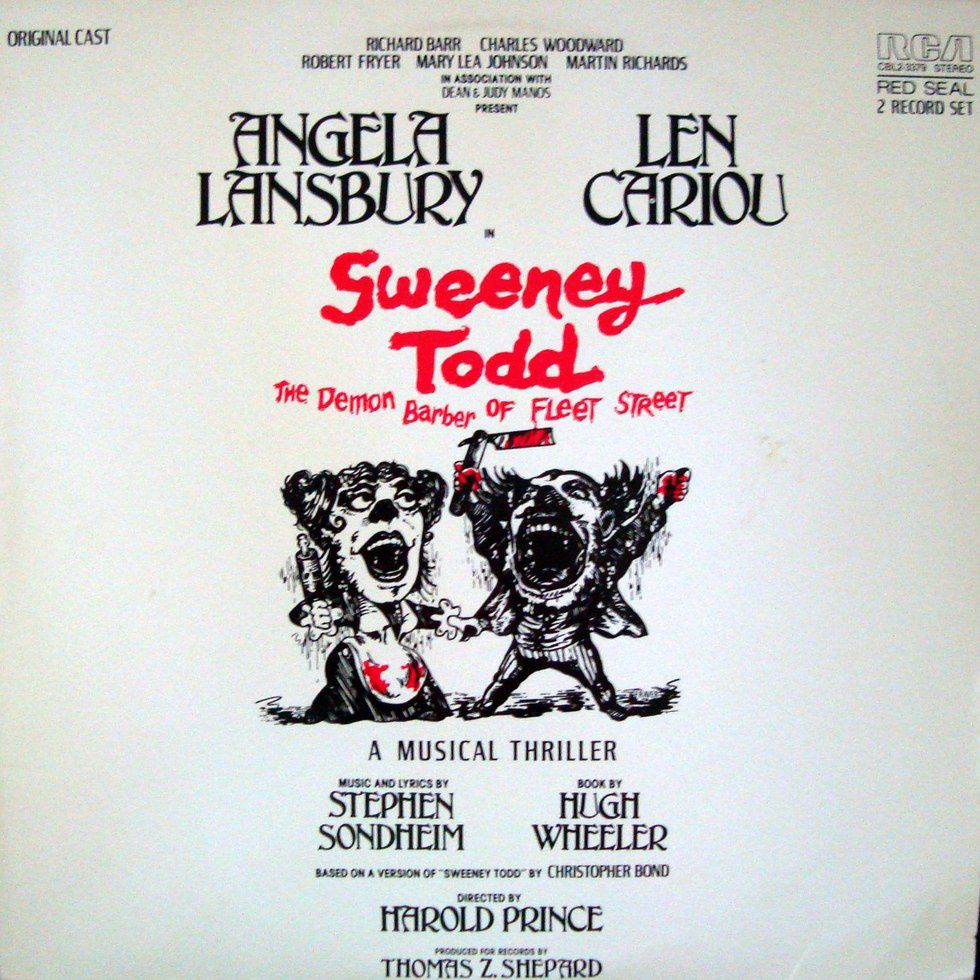 ORIGINAL CAST
RCA
CBL2-3379 STEREO
RED SEAL
2 RECORD SET
RICHARD BARR CHARLES WOODWARD
ROBERT FRYER MARY LEA JOHNSON MARTIN RICHARDS
IN ASSOCIATION WITH
DEAN & JUDY MANOS
PRESENT
ANGELA
LANSBURY
LEN
CARIOU
IN
Sweeney
Todd
THE DEMON BARBER OF FLEET STREET
A MUSICAL THRILLER
MUSIC AND LYRICS BY
STEPHEN
SONDHEIM
BOOK BY
HUGH
WHEELER
BASED ON A VERSION OF "SWEENEY TODD" BY CHRISTOPHER BOND
DIRECTED BY
HAROLD PRINCE
PRODUCED FOR RECORDS BY
THOMAS Z. SHEPARD